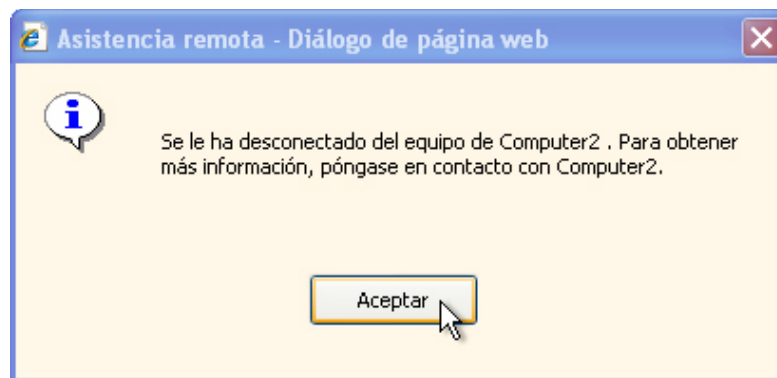 Asistencia remota - Diálogo de página web
Se le ha desconectado del equipo de Computer2 . Para obtener
más información, póngase en contacto con Computer2.
Aceptar